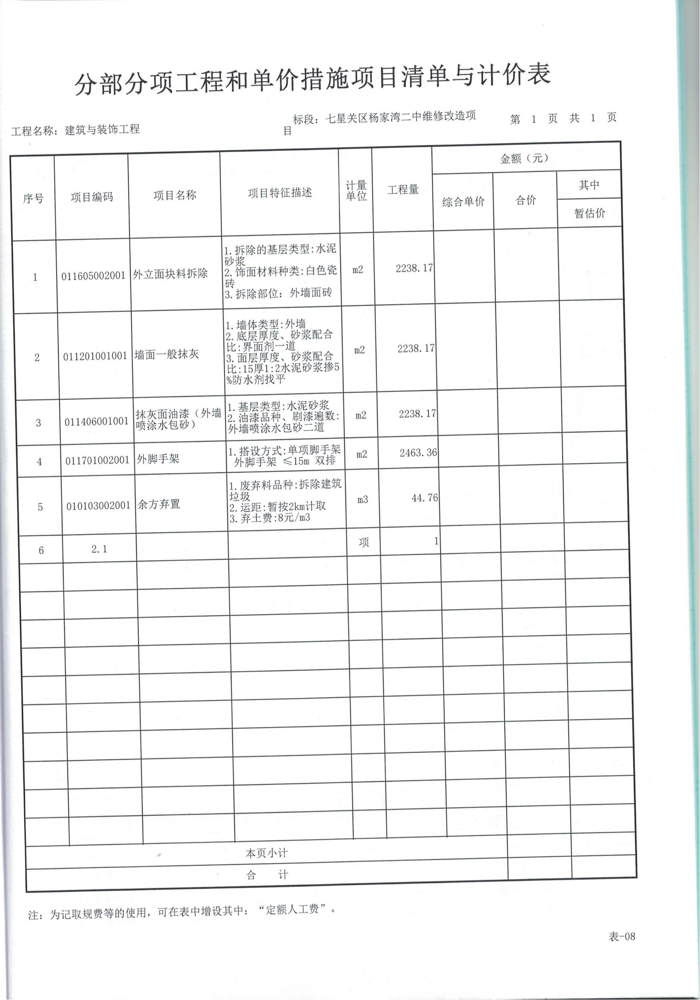 分部分项工程和单价措施项目清单与计价表
工程名称：建筑与装饰工程
标段：七星关区杨家湾二中维修改造项
目
第 1 页 共 1 页
序号
项目编码
项目名称
项目特征描述
计量
单位
工程量
金额（元）
综合单价
合价
其中
暂估价
1
011605002001
外立面块料拆除
1.拆除的基层类型:水泥
砂浆
2.饰面材料种类:白色瓷
砖
3.拆除部位：外墙面砖
m2
2238.17
2
011201001001
墙面一般抹灰
1.墙体类型:外墙
2.底层厚度、砂浆配合
比:界面剂一道
3.面层厚度、砂浆配合
比:15厚1:2水泥砂浆掺5
%防水剂找平
m2
2238.17
3
011406001001
抹灰面油漆（外墙
喷涂水包砂）
1.基层类型:水泥砂浆
2.油漆品种、刷漆遍数:
外墙喷涂水包砂二道
m2
2238.17
4
011701002001
外脚手架
1.搭设方式:单项脚手架
外脚手架 ≤15m 双排
m2
2463.36
5
010103002001
余方弃置
1.废弃料品种:拆除建筑
垃圾
2.运距:暂按2km计取
3.弃土费:8元/m3
m3
44.76
6
2.1
项
1
本页小计
合 计
注：为记取规费等的使用，可在表中增设其中：“定额人工费”。
表-08